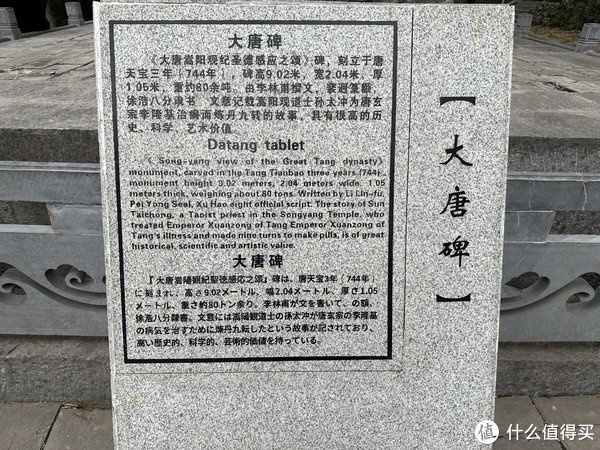 大唐碑
《大唐嵩阳观纪圣德感应之颂》碑，刻立于唐
天宝三年［744年］，碑高9.02米，宽2.04米，厚
1.05米，重约80余吨。由李林甫撰文，裴迥篆额，
徐浩八分隶书。文意记载嵩阳观道士孙太冲为唐玄
宗李隆基治病而炼丹九转的故事，具有很高的历
史、科学、艺术价值。
Datang tablet
《 Song-yang view of the Great Tang dynasty》
monument, carved in the Tang Tianbao three years (744),
monument height 9.02 meters, 2.04 meters wide, 1.05
meters thick, weighing about 80 tons. Written by Li Lin-fu,
Pei Yong Seal, Xu Hao eight official script. The story of Sun
Taichong, a Taoist priest in the Songyang Temple, who
treated Emperor Xuanzong of Tang Emperor Xuanzong of
Tang's illness and made nine turns to make pills, is of great
historical, scientific and artistic value.
大唐碑
『大唐嵩陽観紀聖徳感応之頌』碑は、唐天宝3年「744年」
に刻まれ、高さ9.02メートル、幅2.04メートル、厚さ1.05
メートル、重さ約80トン余り。李林甫が文を書いて、の額、
徐浩八分隷書。文意には嵩陽観道士の孫太冲が唐玄宗の李隆基
の病気を治すために煉丹九転したという故事が記されており、
高い歴史的、科学的、芸術的価値を持っている。
【大唐碑】
值 什么值得买